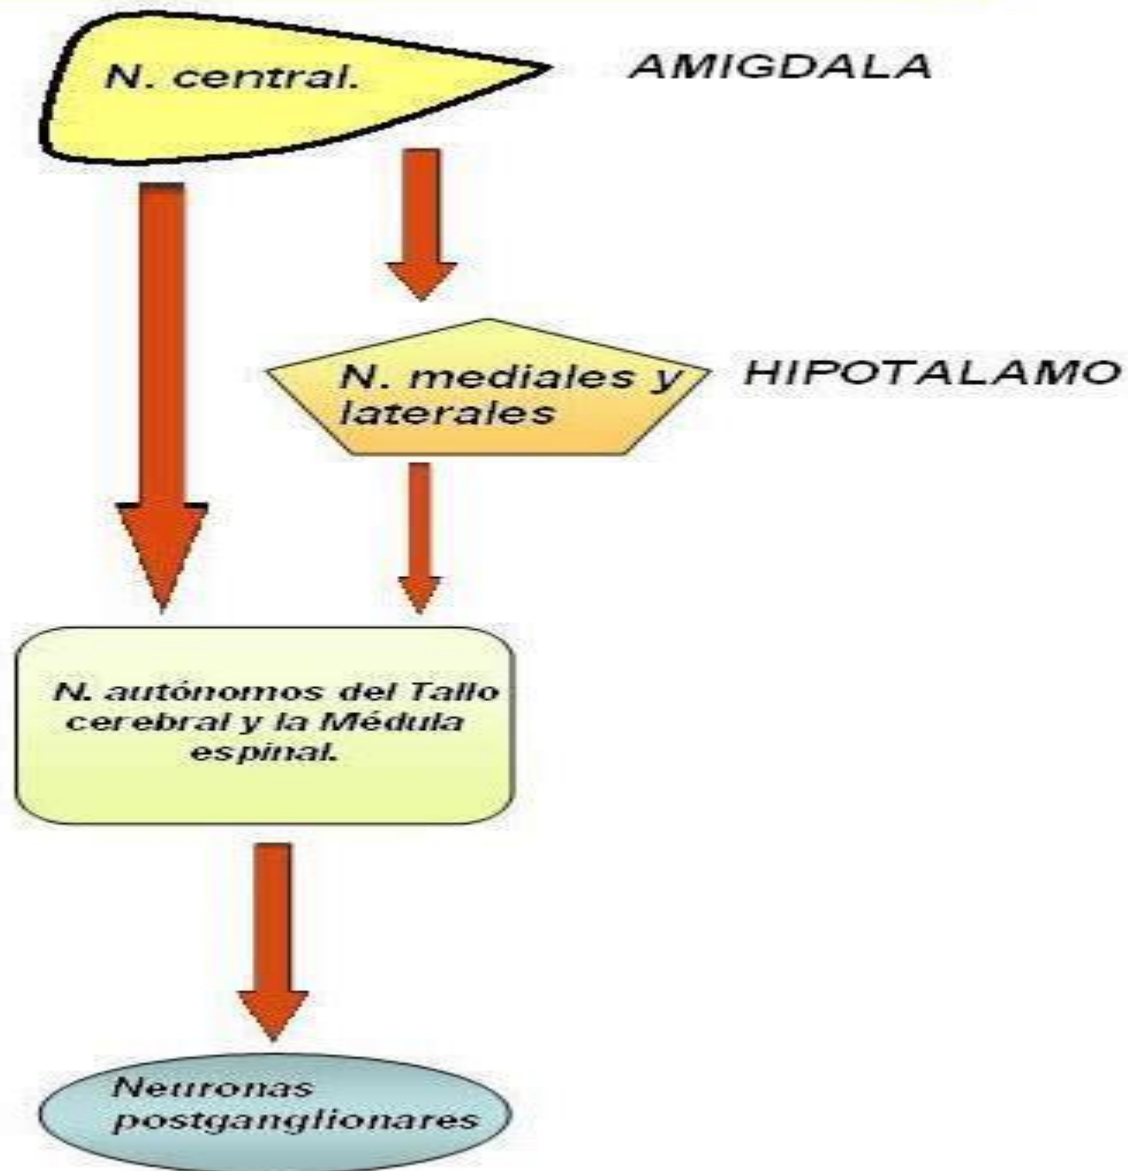 N. central.
AMIGDALA
N. mediales y
laterales
HIPOTALAMO
N. autónomos del Tallo
cerebral y la Médula
espinal.
Neuronas
postganglionares